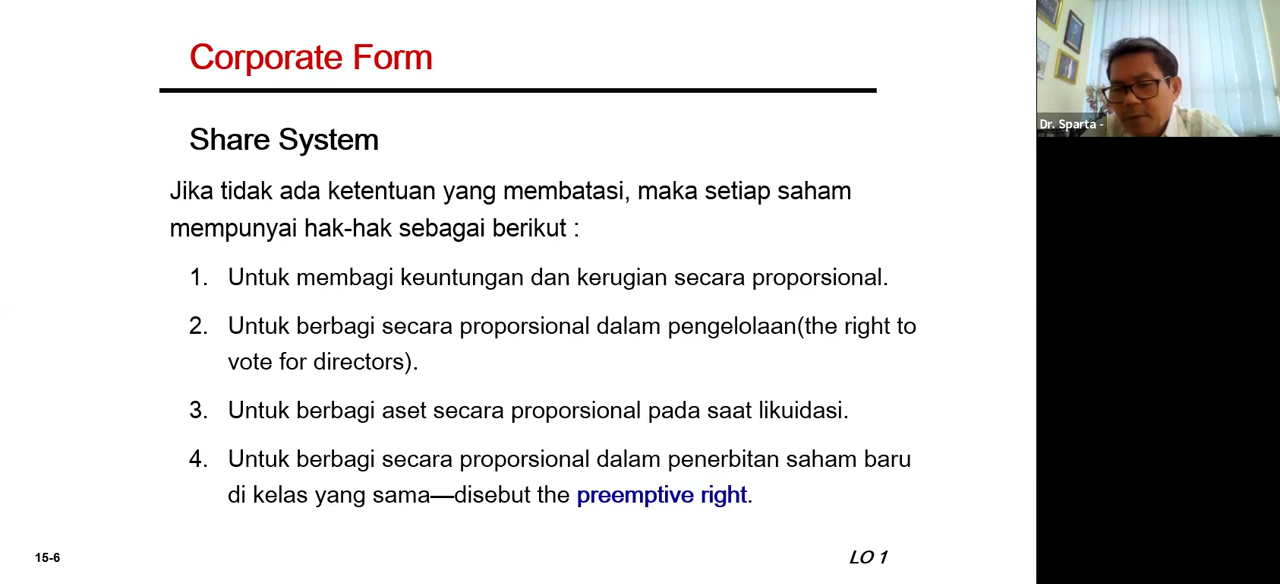 Corporate Form
Share System
Jika tidak ada ketentuan yang membatasi, maka setiap saham
mempunyai hak-hak sebagai berikut :
1. Untuk membagi keuntungan dan kerugian secara proporsional.
2. Untuk berbagi secara proporsional dalam pengelolaan(the right to
vote for directors).
3. Untuk berbagi aset secara proporsional pada saat likuidasi.
4. Untuk berbagi secara proporsional dalam penerbitan saham baru
di kelas yang sama—disebut the preemptive right.
15-6
LO 1
Dr. Sparta -